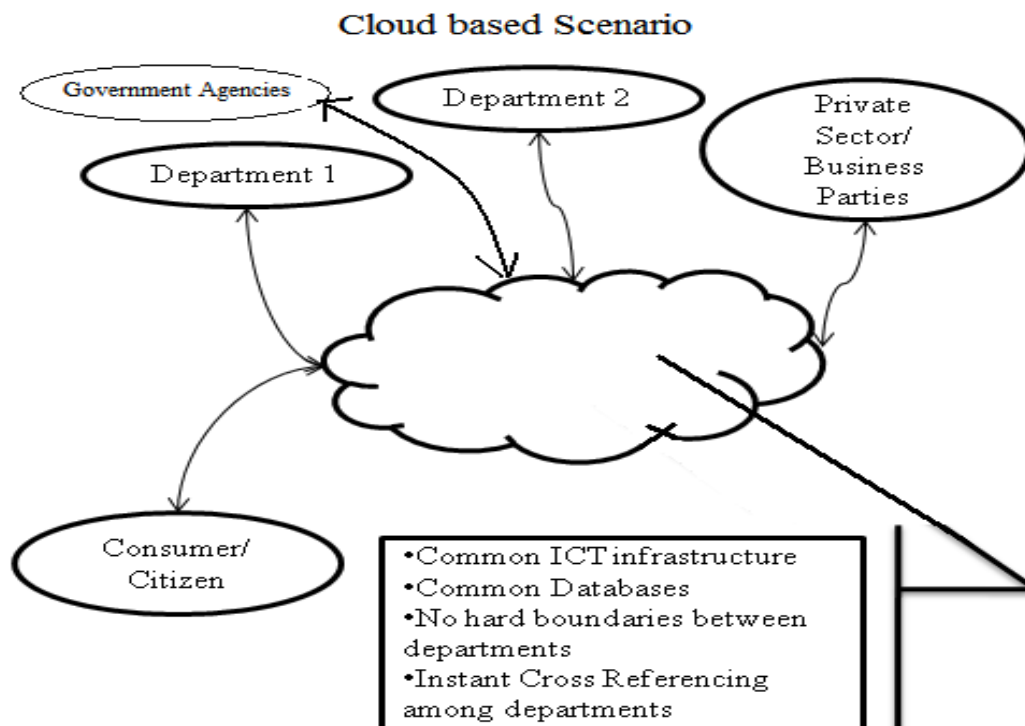 Cloud based Scenario
Government Agencies
Department 2
Private
Sector/
Business
Parties
Department 1
Consumer/
Citizen
•Common ICT infrastructure
•Common Databases
•No hard boundaries between
departments
•Instant Cross Referencing
among departments